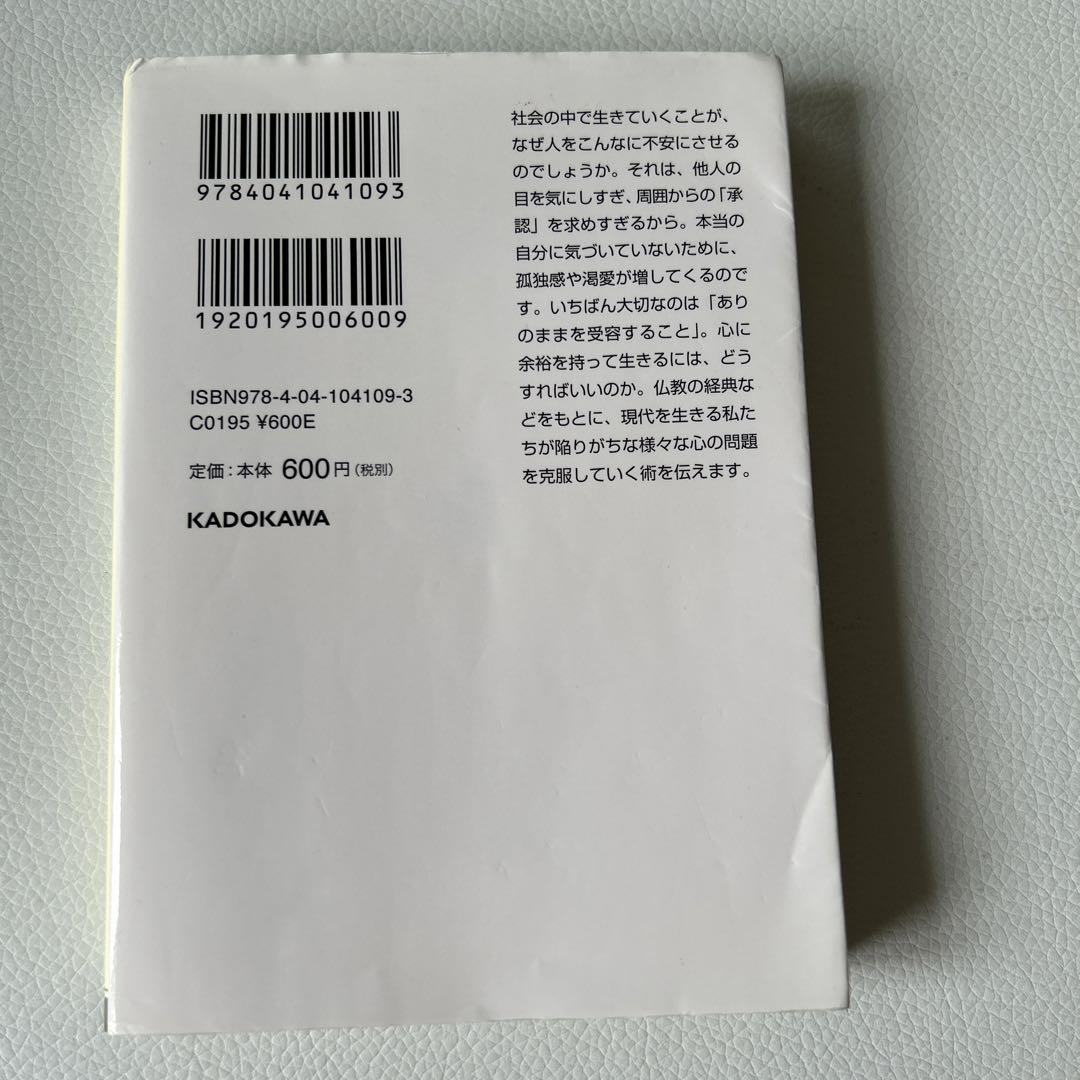 9784041041093
1920195006009
ISBN978-4-04-104109-3
C0195 ¥600E
定価：本体 600円（税別）
KADOKAWA
社会の中で生きていくことが、
なぜ人をこんなに不安にさせる
のでしょうか。それは、他人の
目を気にしすぎ、周囲からの「承
認」を求めすぎるから。本当の
自分に気づいていないために、
孤独感や渇愛が増してくるので
す。いちばん大切なのは「あり
のままを受容すること」。心に
余裕を持って生きるには、どう
すればいいのか。仏教の経典な
どをもとに、現代を生きる私た
ちが陥りがちな様々な心の問題
を克服していく術を伝えます。